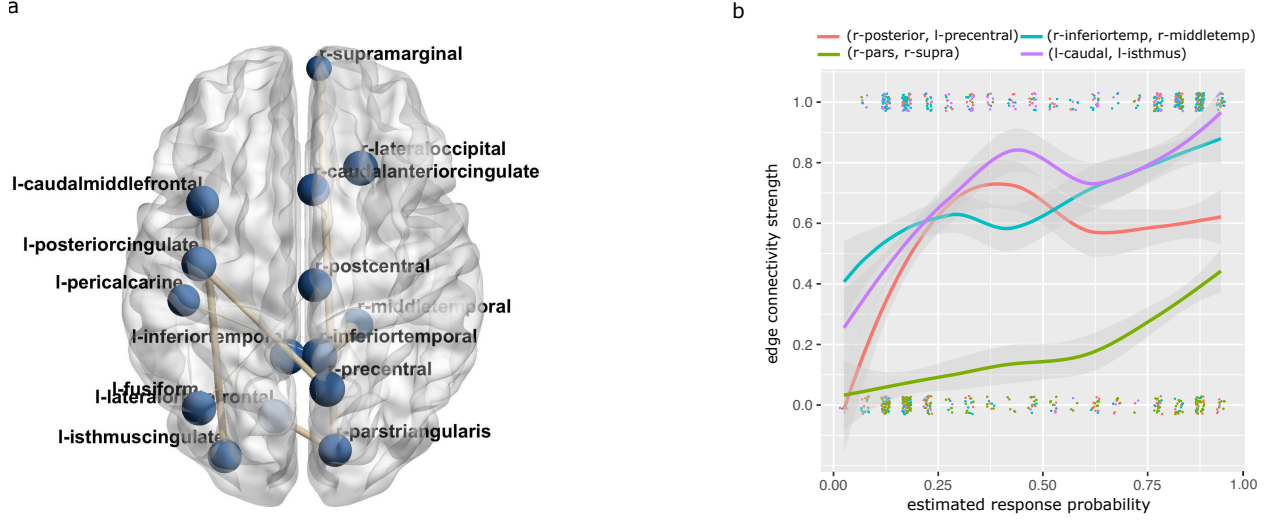 a
r-supramarginal
r-lateraloccipital
r-caudalanteriorcingulate
l-caudalmiddlefrontal
l-posteriorcingulate
r-postcentral
l-pericalcarine
r-middletemporal
l-inferiortemporal
r-inferiortemporal
r-precentral
l-fusiform
r-parstriangularis
l-isthmuscingulate
b
(r-posterior, l-precentral)
(r-inferiortemp, r-middletemp)
(r-pars, r-supra)
(l-caudal, l-isthmus)
edge connectivity strength
1.0
0.8
0.6
0.4
0.2
0.0
0.00
0.25
0.50
0.75
1.00
estimated response probability